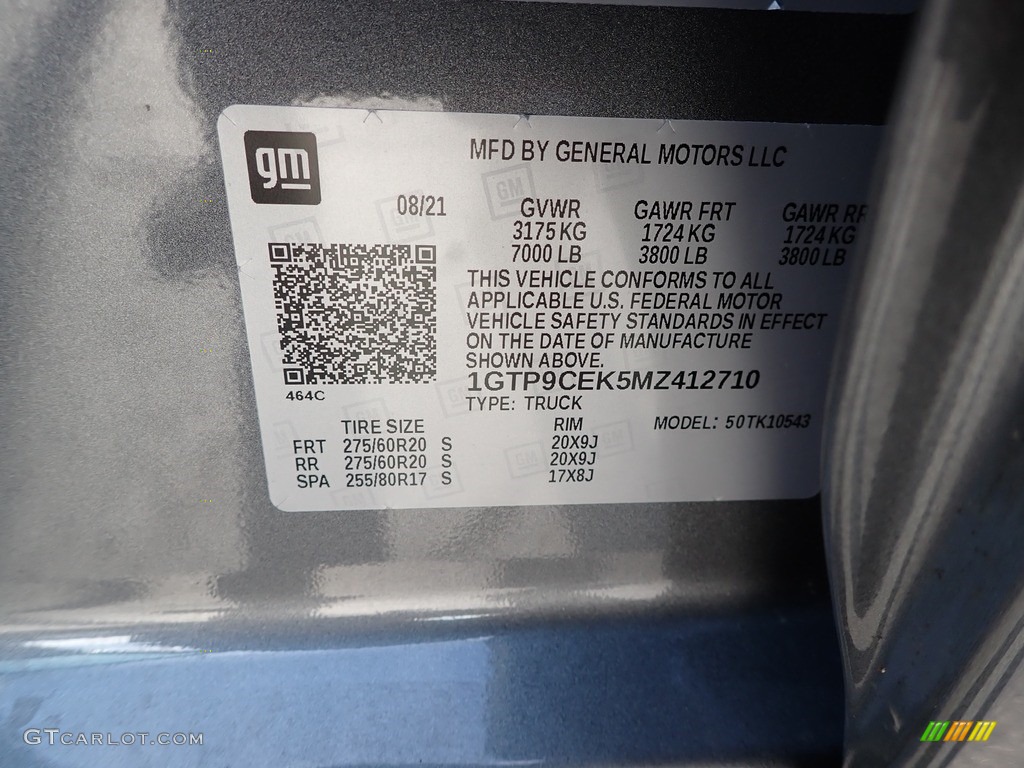 gm
MFD BY GENERAL MOTORS LLC
08/21
GVWR GAWR FRT GAWR RR
3175 KG 1724 KG 1724 KG
7000 LB 3800 LB 3800 LB
THIS VEHICLE CONFORMS TO ALL
APPLICABLE U.S. FEDERAL MOTOR
VEHICLE SAFETY STANDARDS IN EFFECT
ON THE DATE OF MANUFACTURE
SHOWN ABOVE.
1GTP9CEK5MZ412710
464C
TYPE: TRUCK
TIRE SIZE RIM MODEL: 50TK10543
FRT 275/60R20 S 20X9J
RR 275/60R20 S 20X9J
SPA 255/80R17 S 17X8J
GTCARLOT.COM